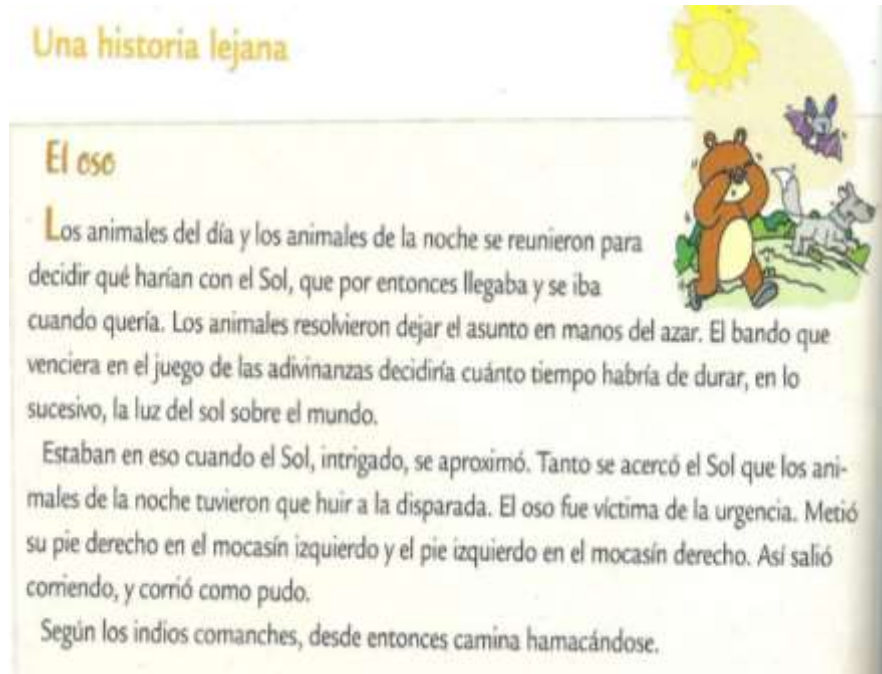 Una historia lejana
El oso
Los animales del día y los animales de la noche se reunieron para
decidir qué harían con el Sol, que por entonces llegaba y se iba
cuando quería. Los animales resolvieron dejar el asunto en manos del azar. El bando que
venciera en el juego de las adivinanzas decidiría cuánto tiempo habría de durar, en lo
sucesivo, la luz del sol sobre el mundo.
Estaban en eso cuando el Sol, intrigado, se aproximó. Tanto se acercó el Sol que los ani-
males de la noche tuvieron que huir a la disparada. El oso fue víctima de la urgencia. Metió
su pie derecho en el mocasín izquierdo y el pie izquierdo en el mocasín derecho. Así salió
corriendo, y corrió como pudo.
Según los indios comanches, desde entonces camina hamacándose.